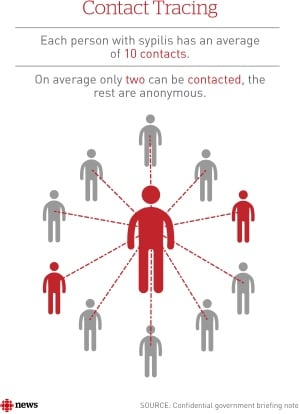 Contact Tracing
Each person with sypilis has an average
of 10 contacts.
On average only two can be contacted, the
rest are anonymous.
news
SOURCE: Confidential government briefing note